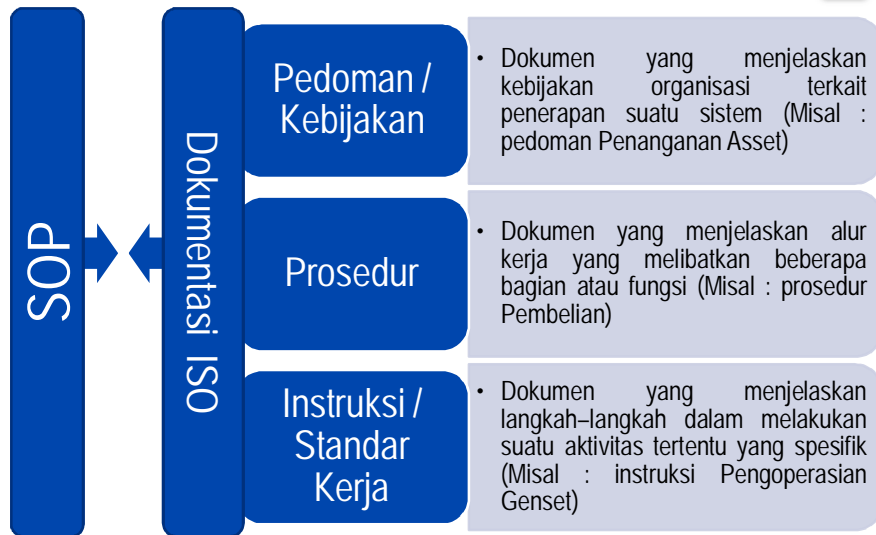 SOP
Dokumentasi ISO
Pedoman /
Kebijakan
• Dokumen yang menjelaskan
kebijakan organisasi terkait
penerapan suatu sistem (Misal :
pedoman Penanganan Asset)
Prosedur
• Dokumen yang menjelaskan alur
kerja yang melibatkan beberapa
bagian atau fungsi (Misal : prosedur
Pembelian)
Instruksi /
Standar
Kerja
• Dokumen yang menjelaskan
langkah–langkah dalam melakukan
suatu aktivitas tertentu yang spesifik
(Misal : instruksi Pengoperasian
Genset)